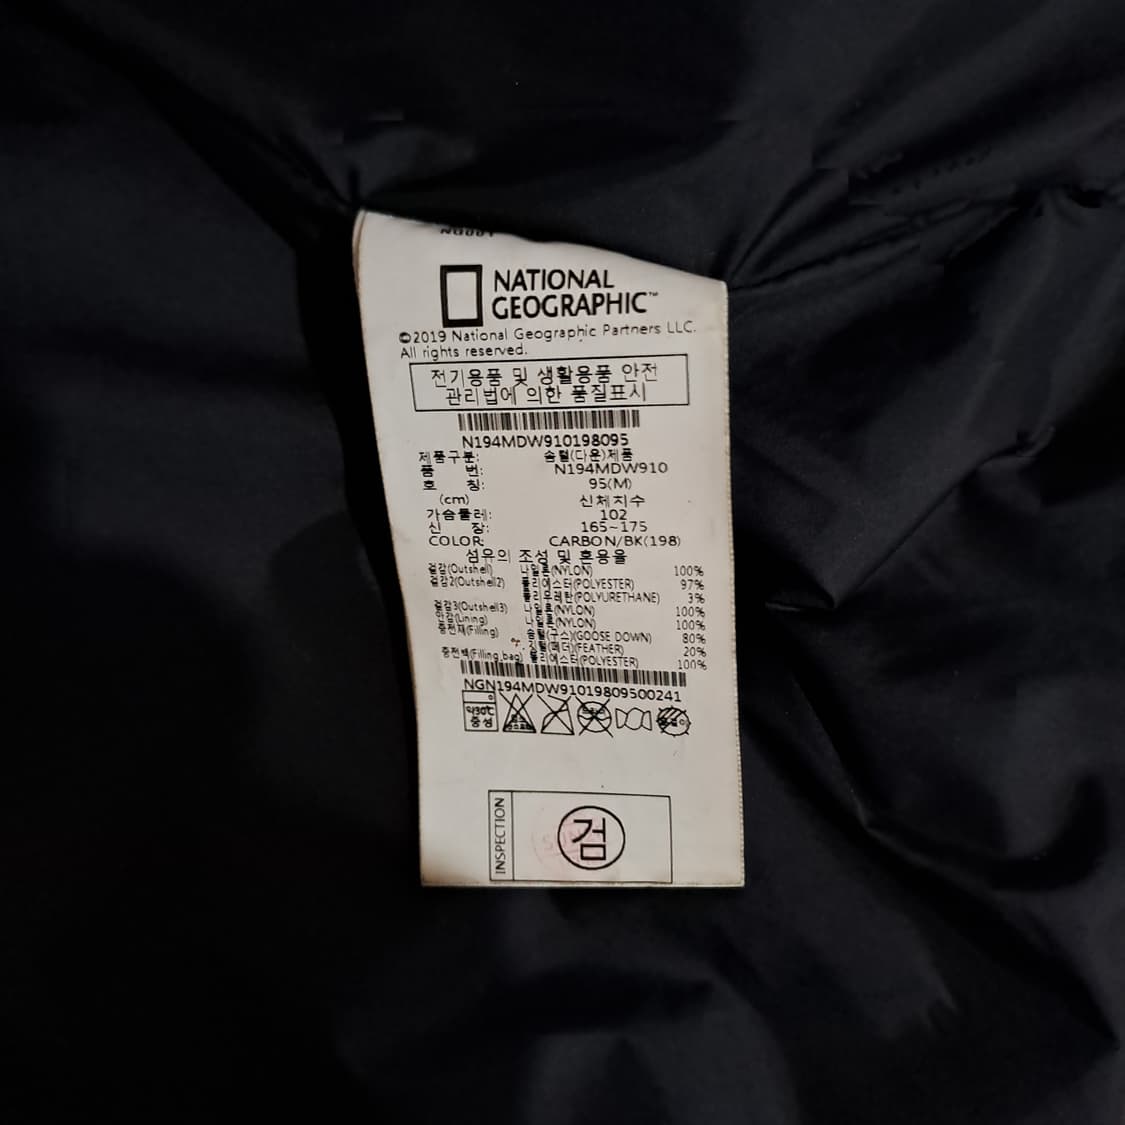 NATIONAL
GEOGRAPHIC™
©2019 National Geographic Partners LLC.
All rights reserved.
전기용품 및 생활용품 안전
관리법에 의한 품질표시
N194MDW910198095
제품구분: 솜털(다운)제품
품 번: N194MDW910
호 칭: 95(M)
(cm) 신체치수
가슴둘레: 102
신 장: 165~175
COLOR: CARBON/BK(198)
섬유의 조성 및 혼용율
겉감(Outshell) 나일론(NYLON) 100%
겉감2(Outshell2) 폴리에스터(POLYESTER) 97%
폴리우레탄(POLYURETHANE) 3%
겉감3(Outshell3) 나일론(NYLON) 100%
안감(Lining) 나일론(NYLON) 100%
충전재(Filling) 솜털(구스)(GOOSE DOWN) 80%
깃털(페더)(FEATHER) 20%
충전백(Filling bag) 폴리에스터(POLYESTER) 100%
NGN194MDW91019809500241
약30℃
중성
INSPECTION
검